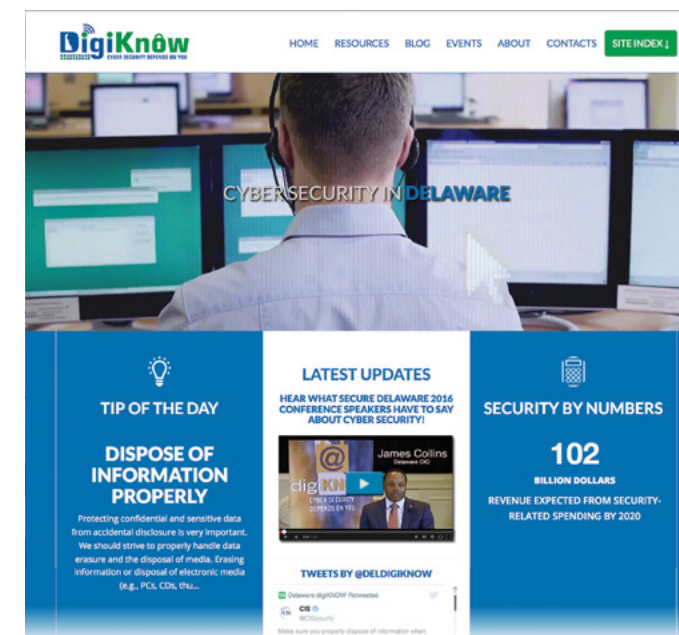 DigiKnôw
CYBER SECURITY DEPENDS ON YOU
HOME RESOURCES BLOG EVENTS ABOUT CONTACTS SITE INDEX ↓
CYBER SECURITY IN DELAWARE
TIP OF THE DAY
DISPOSE OF
INFORMATION
PROPERLY
Protecting confidential and sensitive data
from accidental disclosure is very important.
We should strive to properly handle data
erasure and the disposal of media. Erasing
information or disposal of electronic media
(e.g., PCs, CDs, thu...
LATEST UPDATES
HEAR WHAT SECURE DELAWARE 2016
CONFERENCE SPEAKERS HAVE TO SAY
ABOUT CYBER SECURITY!
James Collins
Delaware CIO
@
digiKN
CYBER SECURITY
DEPENDS ON YOU
TWEETS BY @DELDIGIKNOW
Delaware digiKNOW Retweeted
CIS
@CISecurity
Make sure you properly dispose of information when
SECURITY BY NUMBERS
102
BILLION DOLLARS
REVENUE EXPECTED FROM SECURITY-
RELATED SPENDING BY 2020